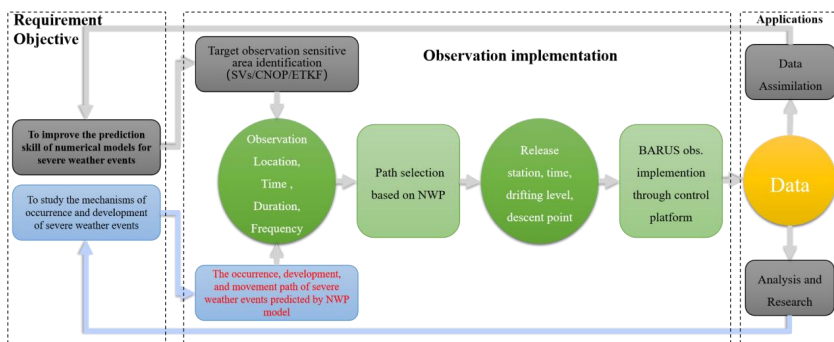 Requirement
Objective
To improve the prediction
skill of numerical models for
severe weather events
To study the mechanisms of
occurrence and development
of severe weather events
Observation implementation
Target observation sensitive
area identification
(SVs/CNOP/ETKF)
Observation
Location,
Time ,
Duration,
Frequency
The occurrence, development,
and movement path of severe
weather events predicted by NWP
model
Path selection
based on NWP
Release
station, time,
drifting level,
descent point
BARUS obs.
implemention
through control
platform
Applications
Data
Assimilation
Data
Analysis and
Research